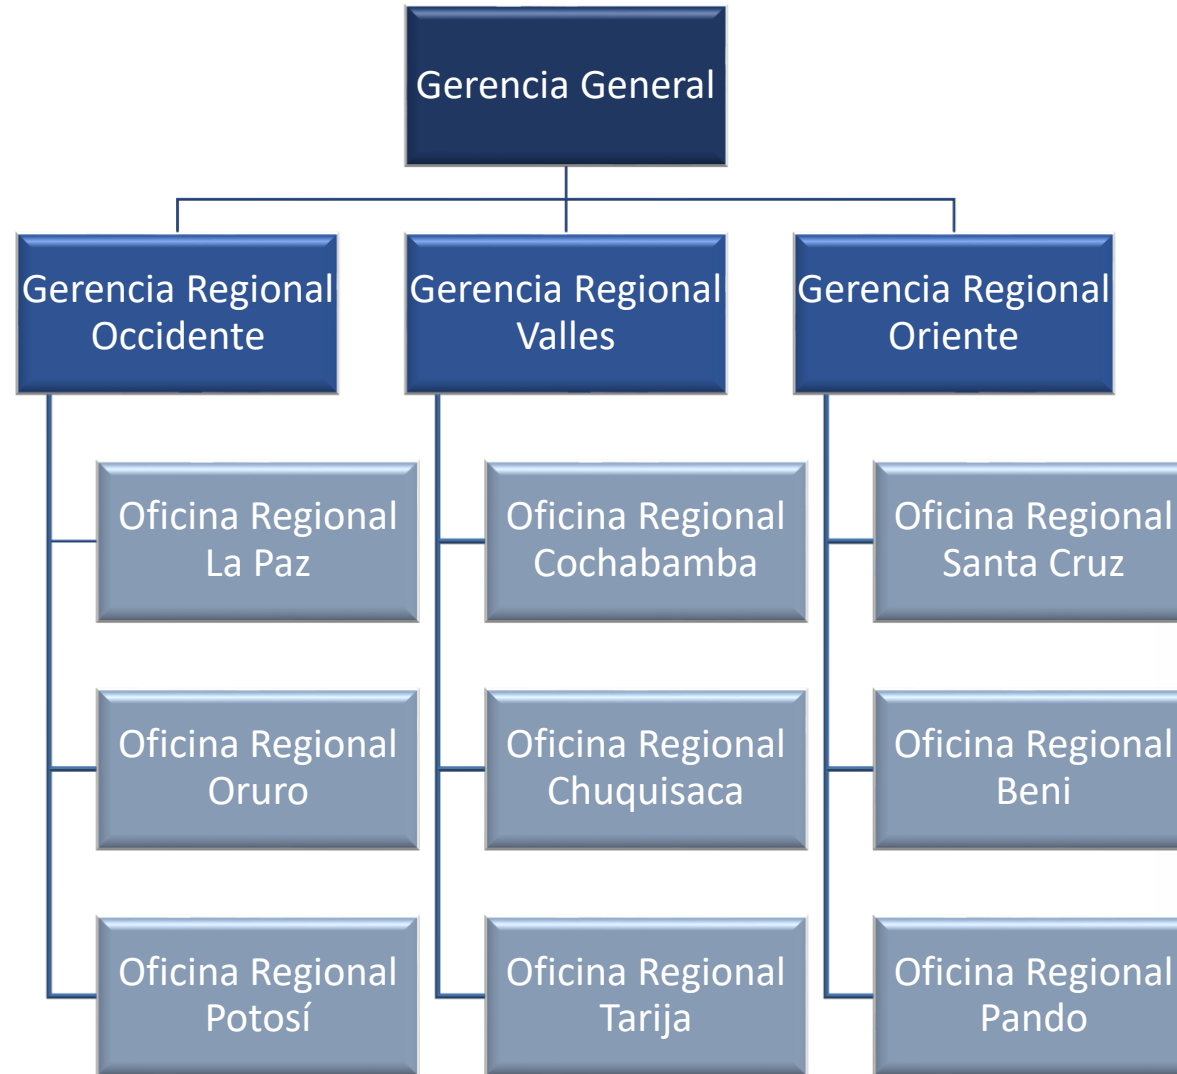 Gerencia General
Gerencia Regional
Occidente
Gerencia Regional
Valles
Gerencia Regional
Oriente
Oficina Regional
La Paz
Oficina Regional
Cochabamba
Oficina Regional
Santa Cruz
Oficina Regional
Oruro
Oficina Regional
Chuquisaca
Oficina Regional
Beni
Oficina Regional
Potosí
Oficina Regional
Tarija
Oficina Regional
Pando